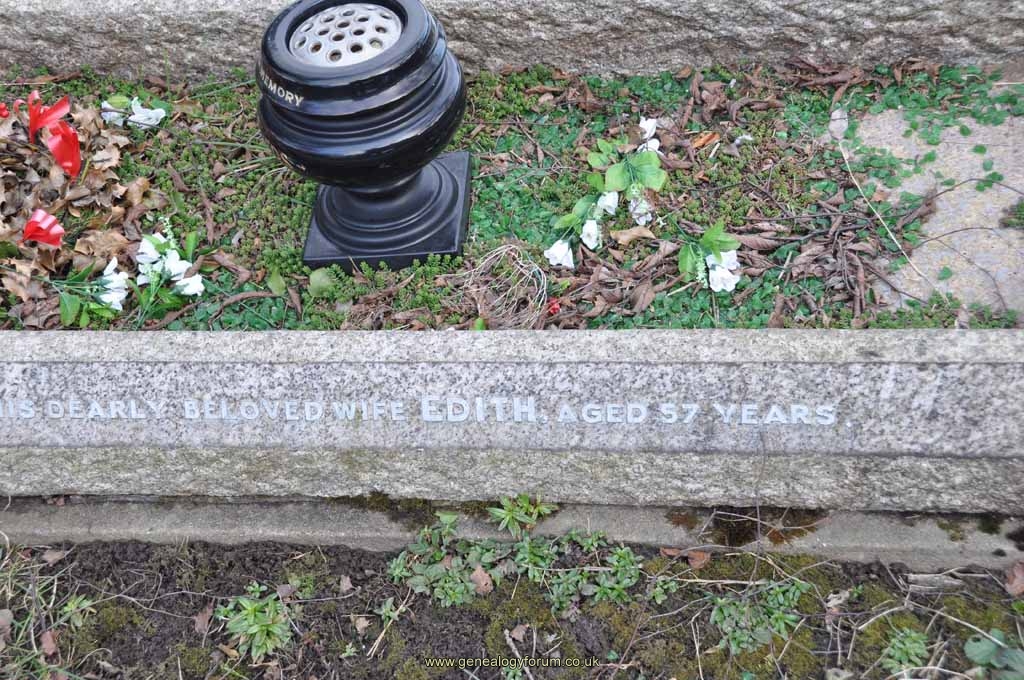 MEMORY
HIS DEARLY BELOVED WIFE EDITH, AGED 57 YEARS.
www.genealogyforum.co.uk